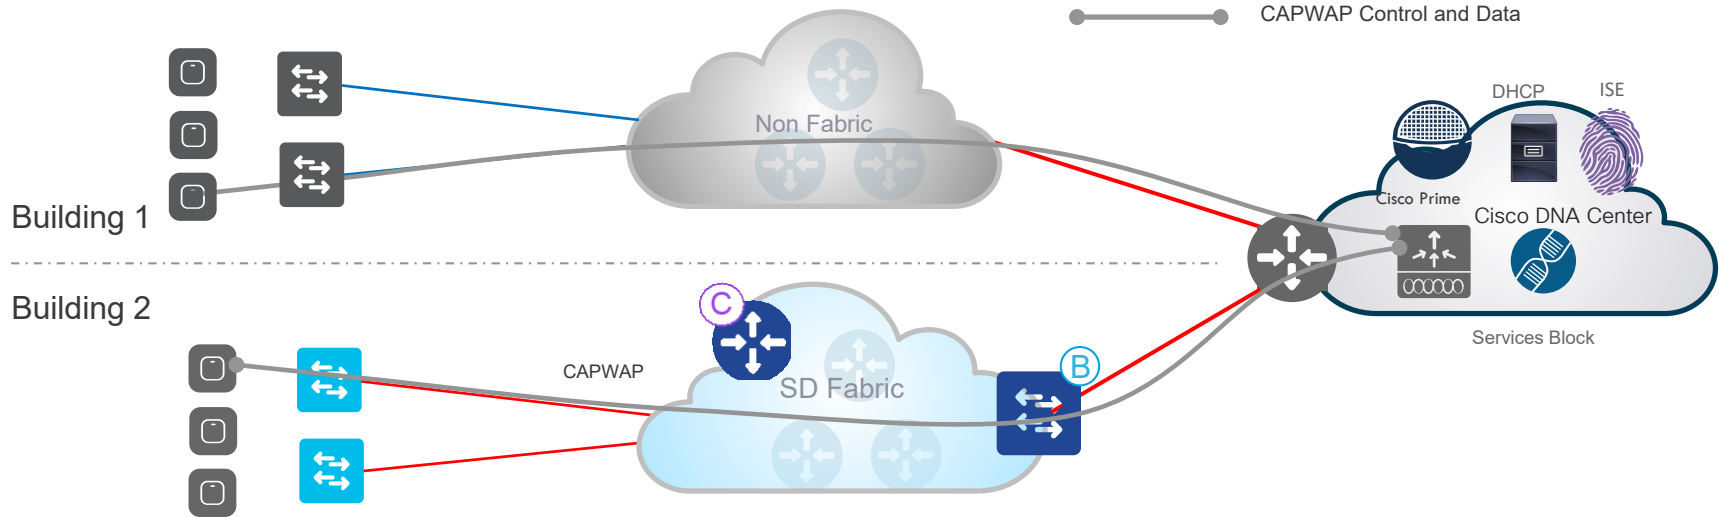 CAPWAP Control and Data
DHCP
ISE
Non Fabric
Cisco Prime
Cisco DNA Center
Building 1
Building 2
C
Services Block
B
CAPWAP
SD Fabric